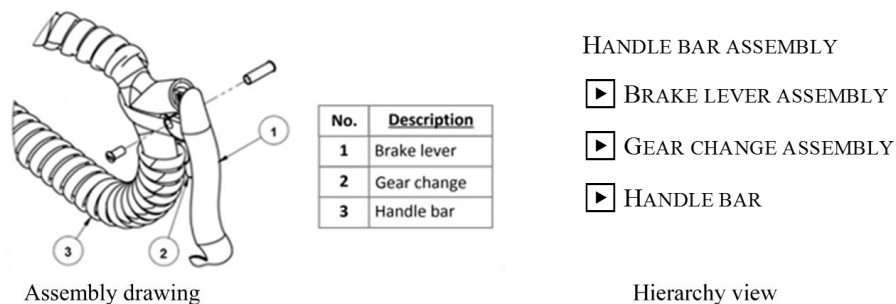 1
2
3
No. Description
1 Brake lever
2 Gear change
3 Handle bar
Assembly drawing
HANDLE BAR ASSEMBLY
BRAKE LEVER ASSEMBLY
GEAR CHANGE ASSEMBLY
HANDLE BAR
Hierarchy view